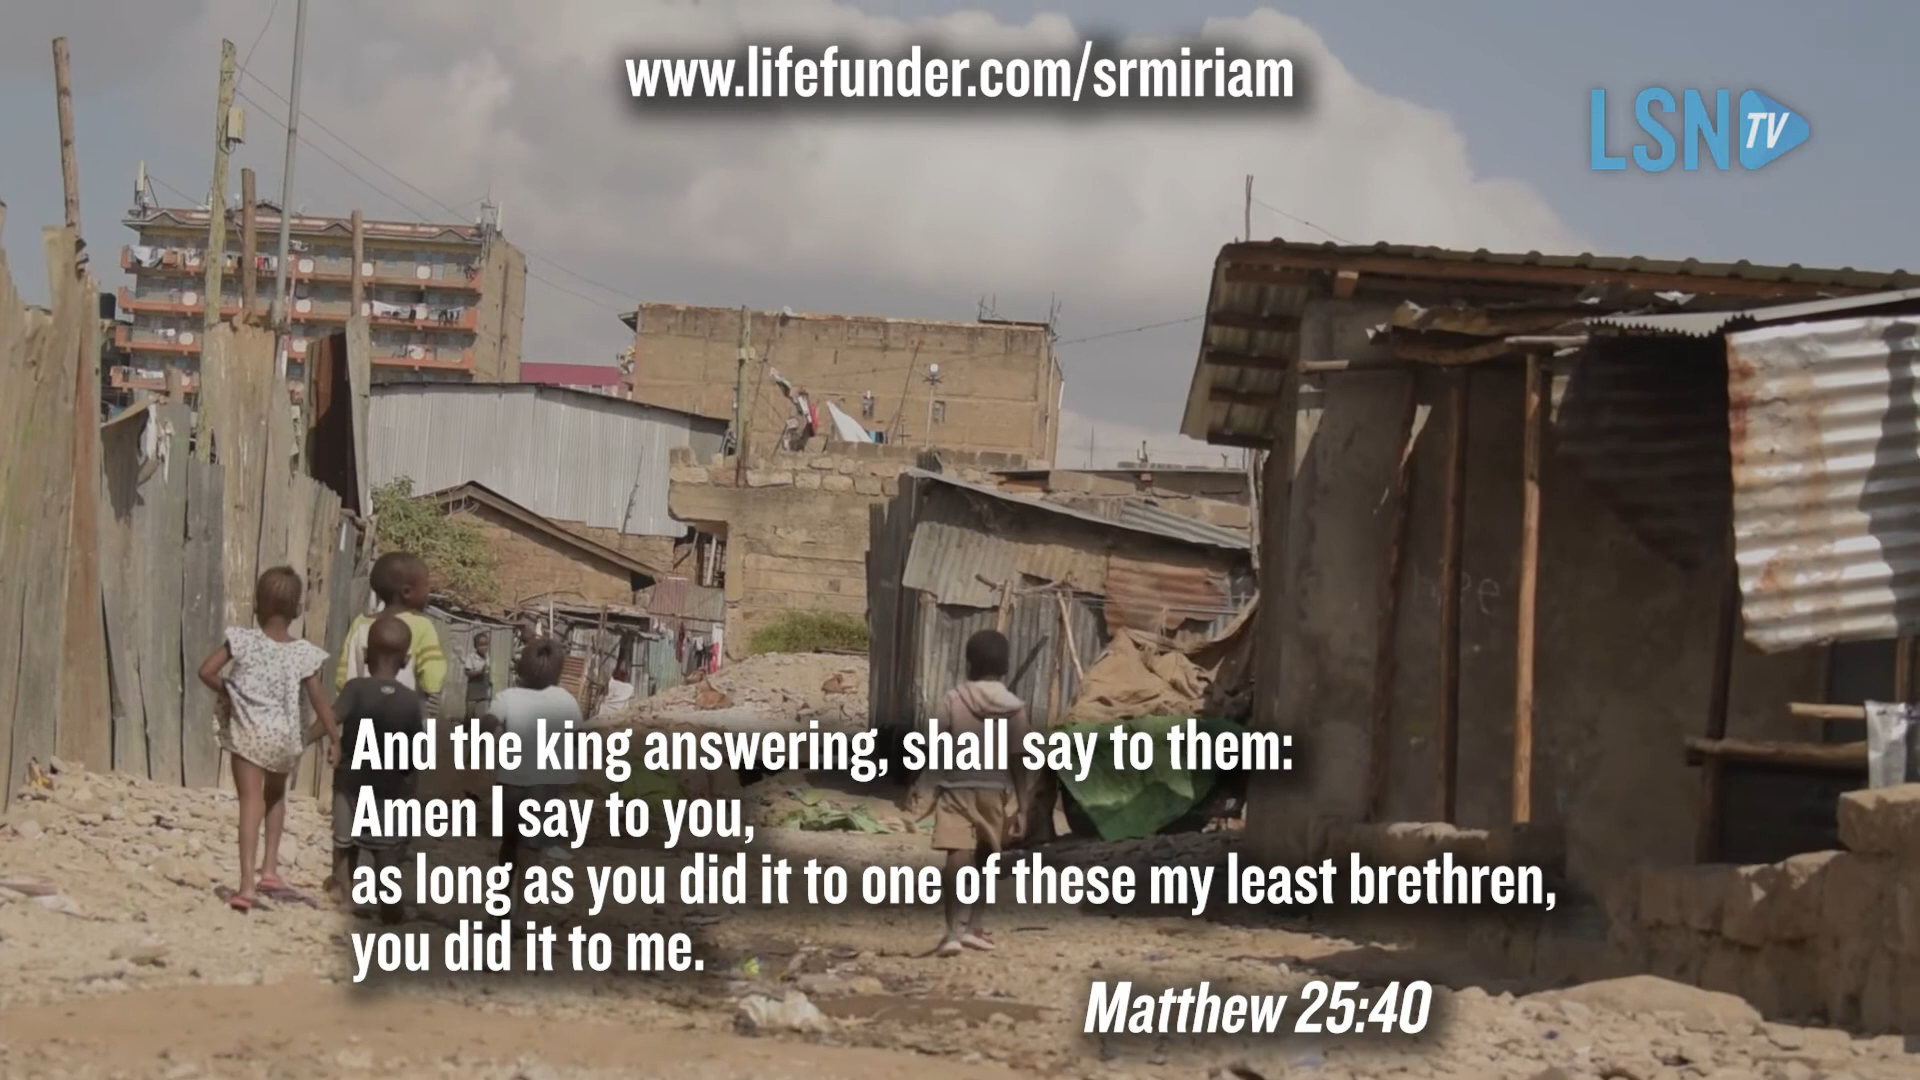 www.lifefunder.com/srmiriam
LSN TV
And the king answering, shall say to them:
Amen I say to you,
as long as you did it to one of these my least brethren,
you did it to me.
Matthew 25:40